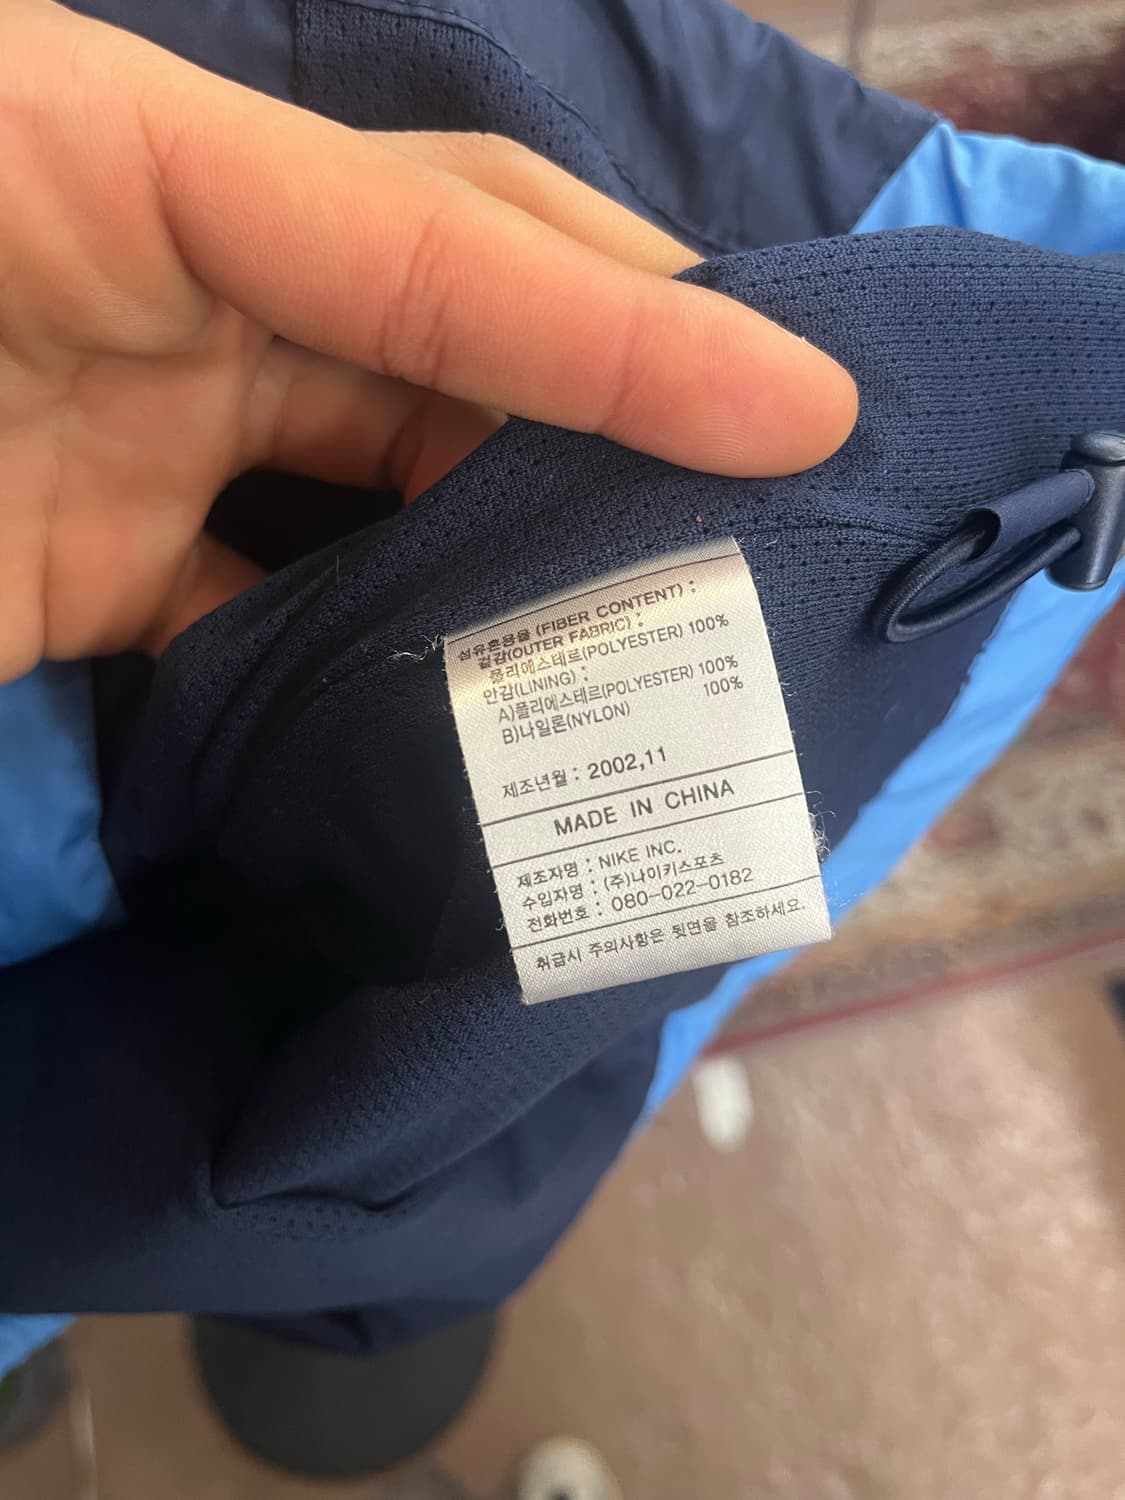 섬유혼용율 (FIBER CONTENT) :
겉감(OUTER FABRIC) :
폴리에스테르(POLYESTER) 100%
안감(LINING) :
A)폴리에스테르(POLYESTER) 100%
B)나일론(NYLON) 100%
제조년월 : 2002,11
MADE IN CHINA
제조자명 : NIKE INC.
수입자명 : (주)나이키스포츠
전화번호 : 080-022-0182
취급시 주의사항은 뒷면을 참조하세요.